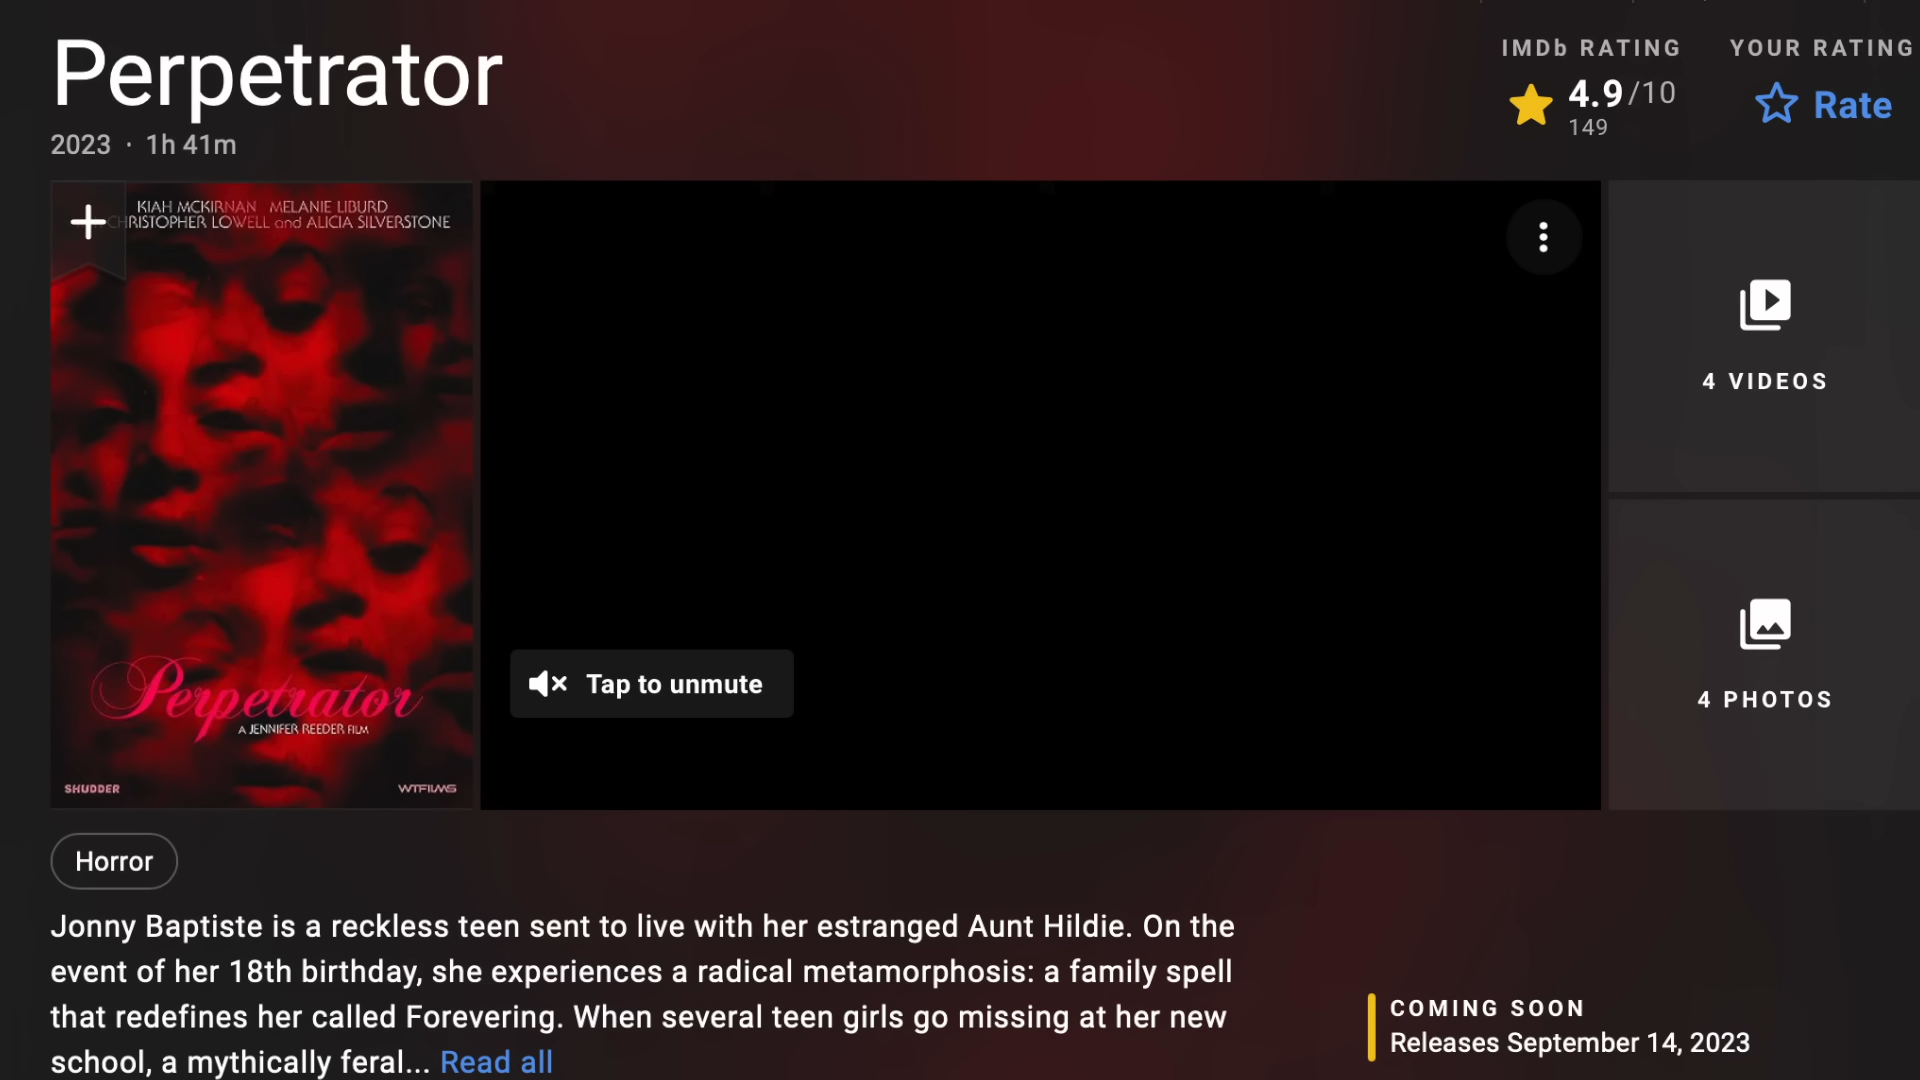 Perpetrator
2023 · 1h 41m
IMDb RATING
4.9/10
149
YOUR RATING
Rate
KIAH MCKIRNAN MELANIE LIBURD
CHRISTOPHER LOWELL and ALICIA SILVERSTONE
Perpetrator
A JENNIFER REEDER FILM
SHUDDER
WTFILMS
Tap to unmute
4 VIDEOS
4 PHOTOS
Horror
Jonny Baptiste is a reckless teen sent to live with her estranged Aunt Hildie. On the
event of her 18th birthday, she experiences a radical metamorphosis: a family spell
that redefines her called Forevering. When several teen girls go missing at her new
school, a mythically feral... Read all
COMING SOON
Releases September 14, 2023